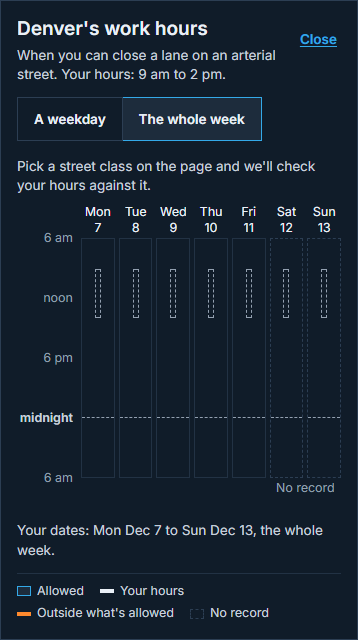 Denver's work hours
Close
When you can close a lane on an arterial
street. Your hours: 9 am to 2 pm.
A weekday
The whole week
Pick a street class on the page and we'll check
your hours against it.
Mon Tue Wed Thu Fri Sat Sun
7 8 9 10 11 12 13
6 am
noon
6 pm
midnight
6 am
No record
Your dates: Mon Dec 7 to Sun Dec 13, the whole
week.
Allowed
Your hours
Outside what's allowed
No record